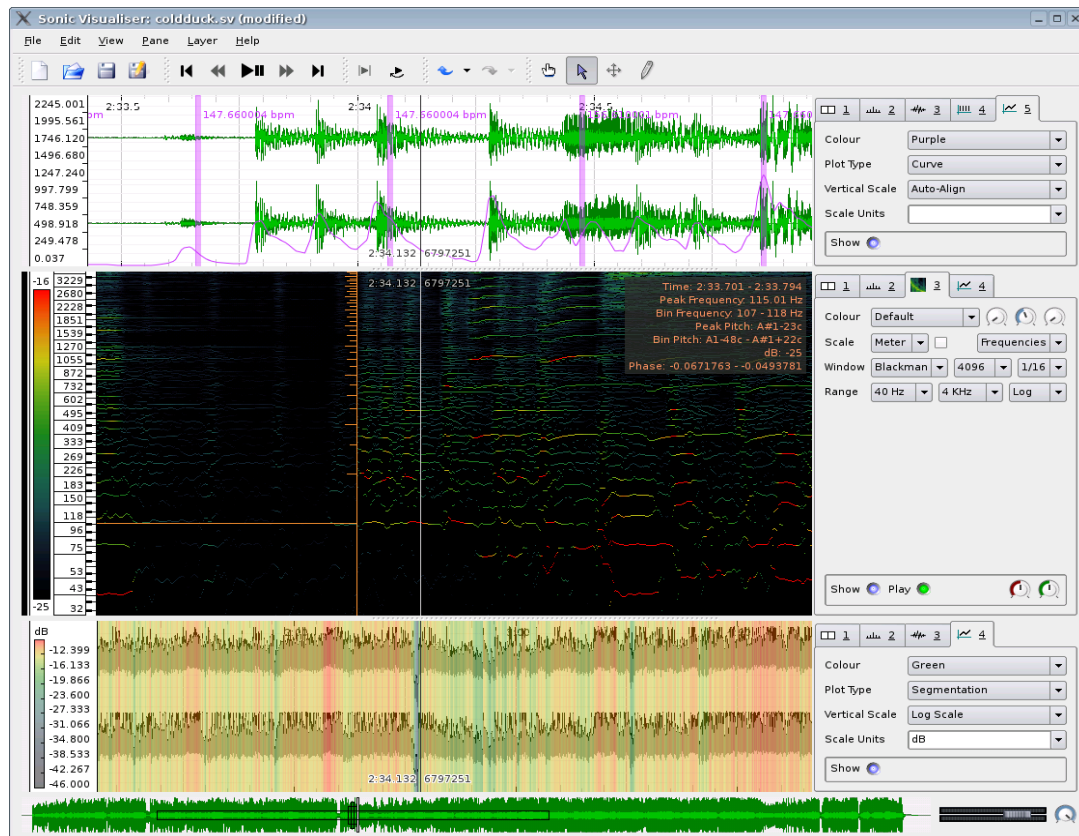 Sonic Visualiser: coldduck.sv (modified)
File Edit View Pane Layer Help
2:33.5 2:34 2:34.5
2245.001
1995.561
1746.120
1496.680
1247.240
997.799
748.359
498.918
249.478
0.037
pm 147.660004 bpm 147.560004 bpm bpm
2:34.132 6797251
1 2 3 4 5
Colour Purple
Plot Type Curve
Vertical Scale Auto-Align
Scale Units
Show
-16
-25
3229
2680
2228
1851
1539
1270
1055
872
732
602
495
409
333
269
226
183
150
118
96
75
53
43
32
2:34.132 6797251
Time: 2:33.701 - 2:33.794
Peak Frequency: 115.01 Hz
Bin Frequency: 107 - 118 Hz
Peak Pitch: A#1-23c
Bin Pitch: A1-48c - A#1+22c
dB: -25
Phase: -0.0671763 - -0.0493781
1 2 3 4
Colour Default
Scale Meter Frequencies
Window Blackman 4096 1/16
Range 40 Hz 4 KHz Log
Show Play
dB
-12.399
-16.133
-19.866
-23.600
-27.333
-31.066
-34.800
-38.533
-42.267
-46.000
2:34.132 6797251
1 2 3 4
Colour Green
Plot Type Segmentation
Vertical Scale Log Scale
Scale Units dB
Show